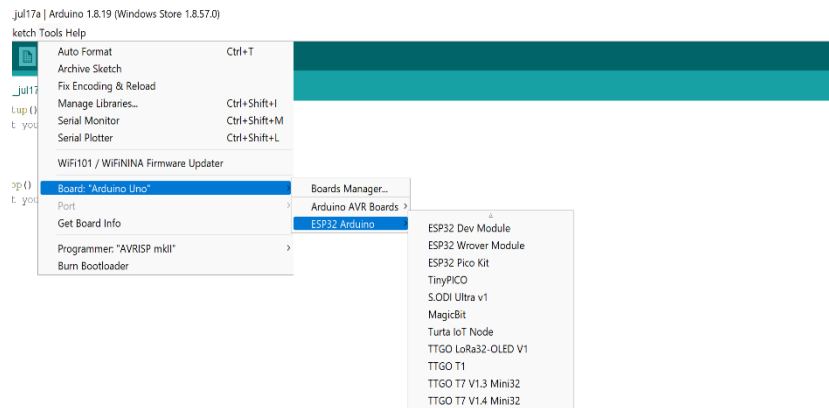 _jul17a | Arduino 1.8.19 (Windows Store 1.8.57.0)
ketch Tools Help
Auto Format Ctrl+T
Archive Sketch
_jul17
Fix Encoding & Reload
Manage Libraries... Ctrl+Shift+I
tup()
Serial Monitor Ctrl+Shift+M
t you
Serial Plotter Ctrl+Shift+L
WiFi101 / WiFiNINA Firmware Updater
op()
Board: "Arduino Uno"
t you
Port
Get Board Info
Programmer: "AVRISP mkII"
Burn Bootloader
Boards Manager...
Arduino AVR Boards
ESP32 Arduino
ESP32 Dev Module
ESP32 Wrover Module
ESP32 Pico Kit
TinyPICO
S.ODI Ultra v1
MagicBit
Turta IoT Node
TTGO LoRa32-OLED V1
TTGO T1
TTGO T7 V1.3 Mini32
TTGO T7 V1.4 Mini32